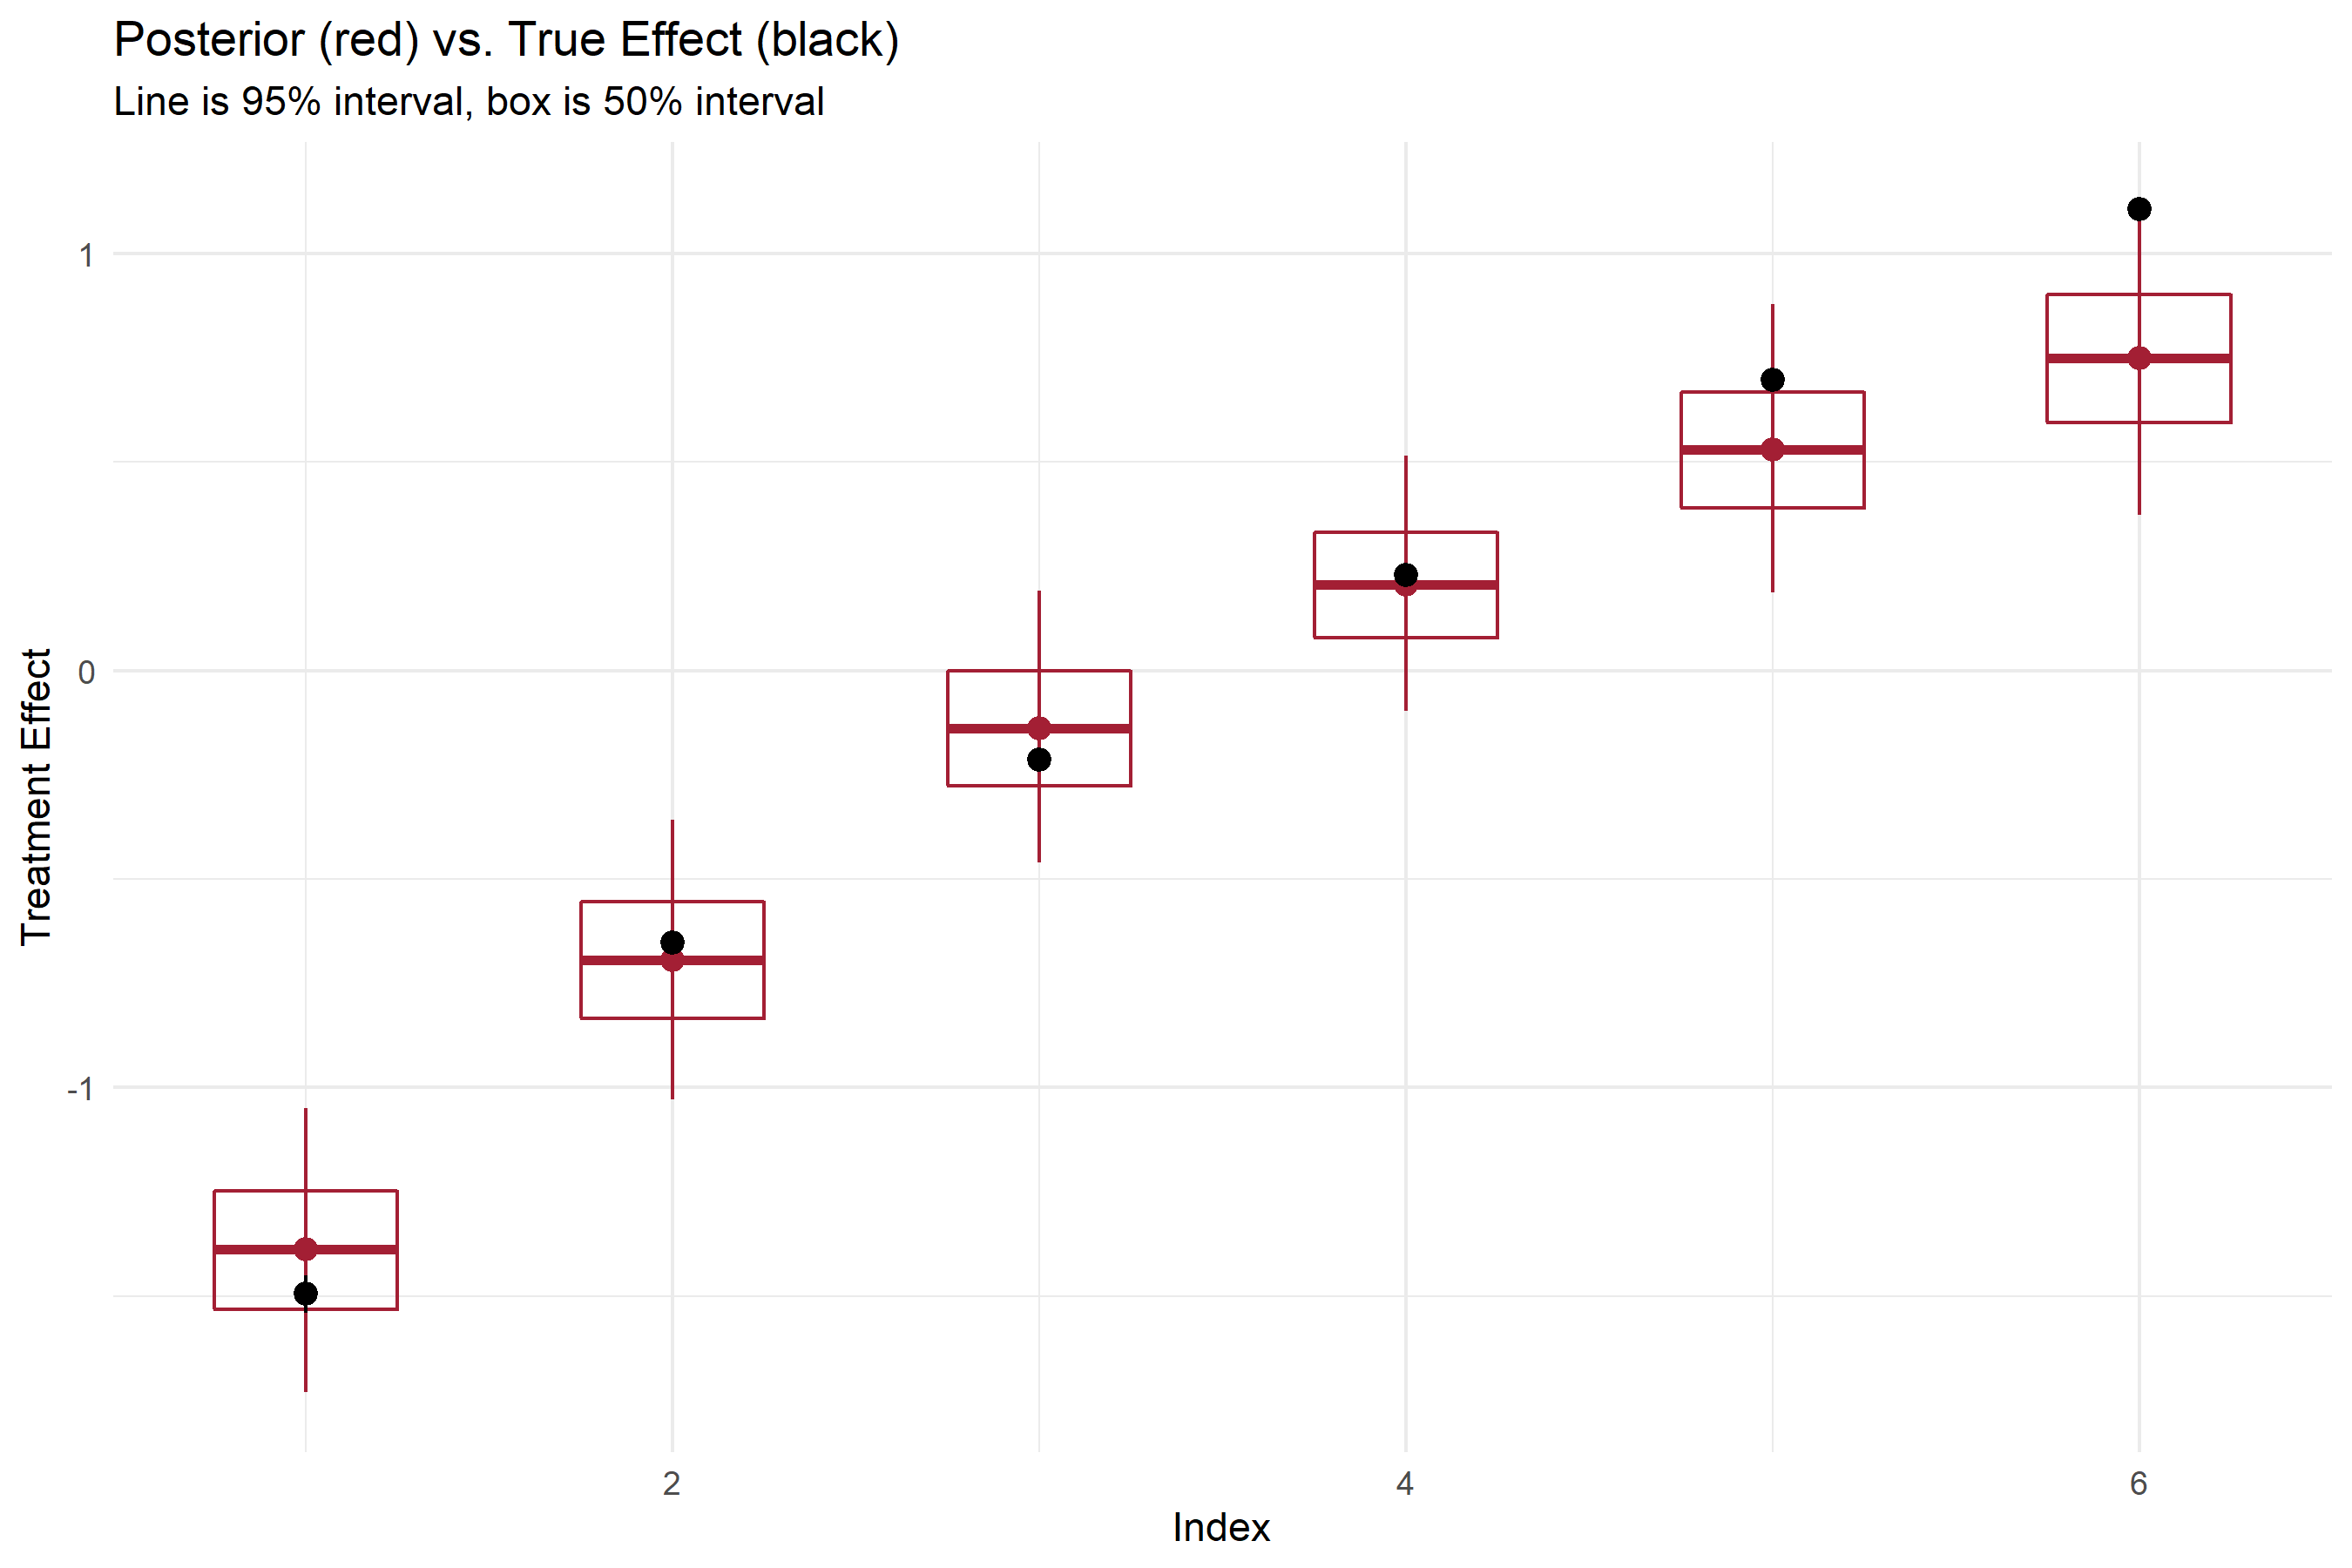 Posterior (red) vs. True Effect (black)
Line is 95% interval, box is 50% interval
Treatment Effect
1
0
-1
2
4
6
Index